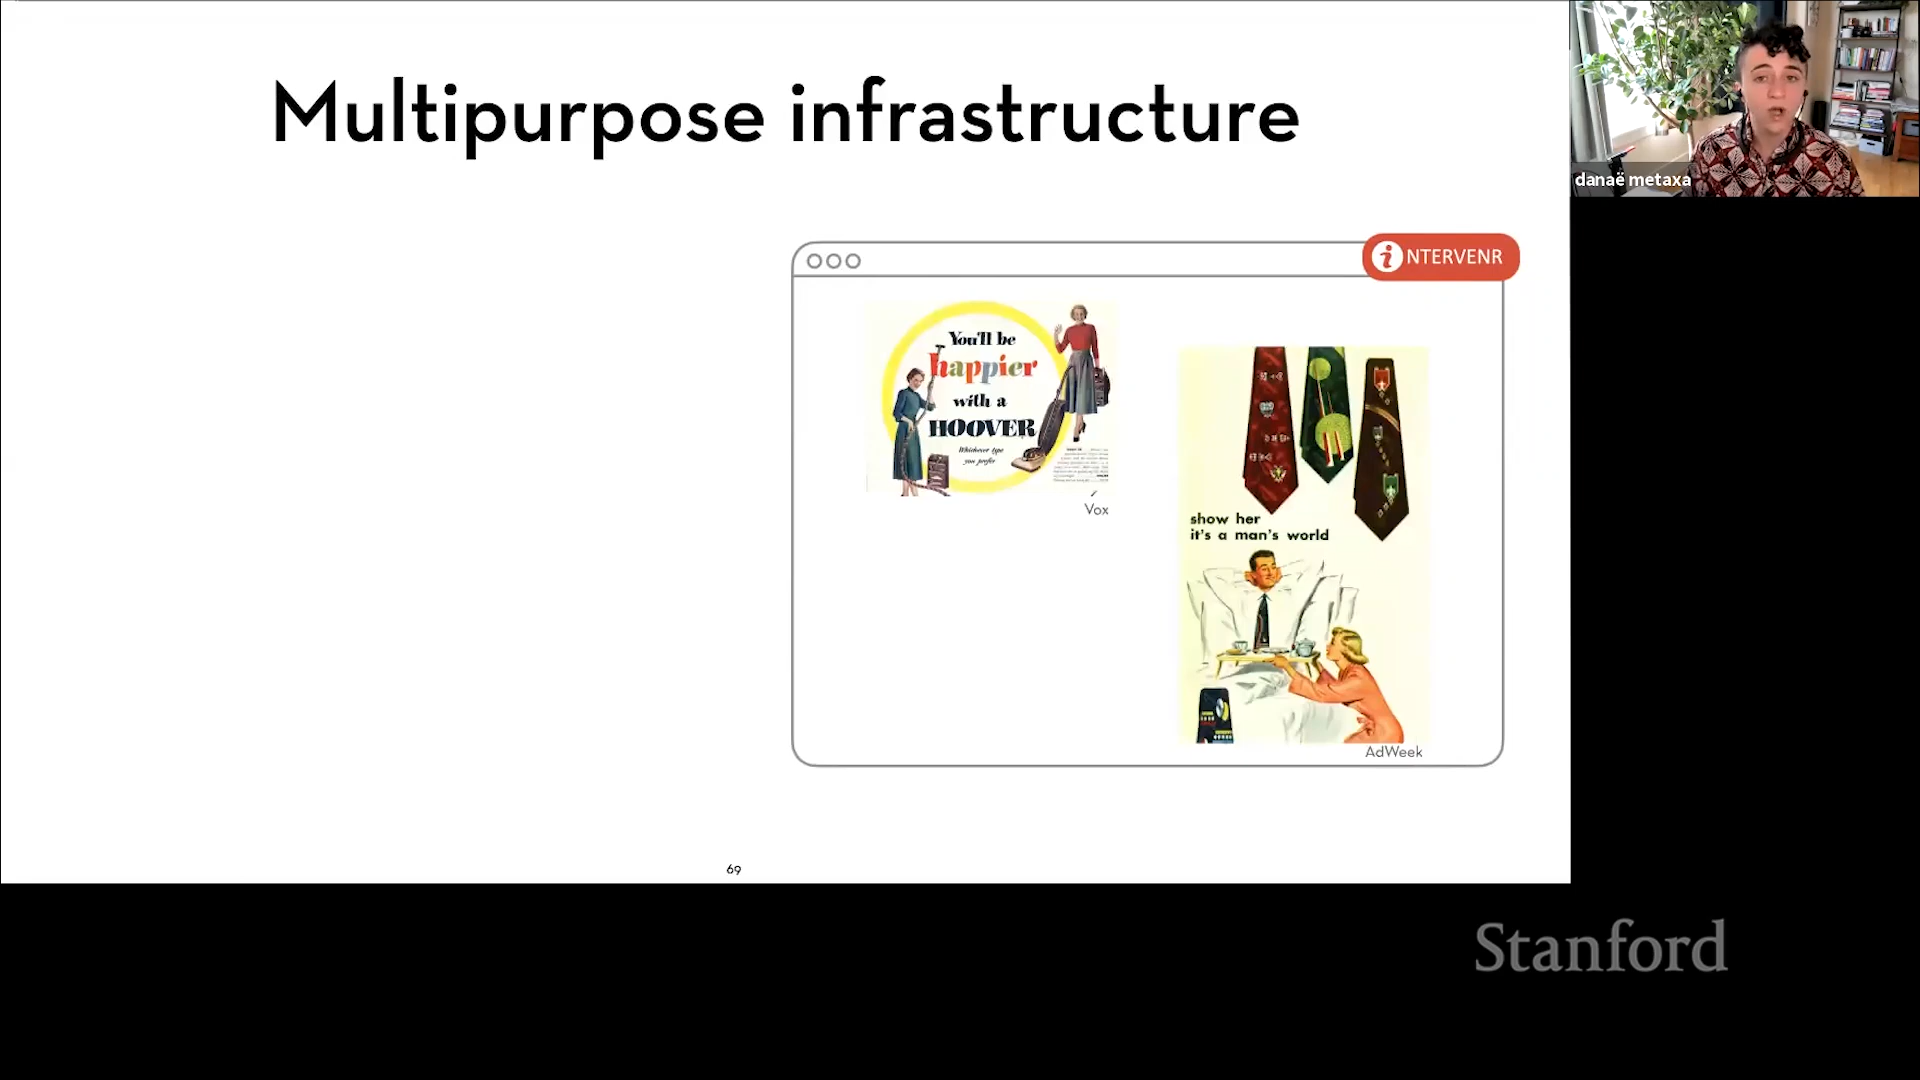 Multipurpose infrastructure
danaë metaxa
iNTERVENR
You'll be
happier
with a
HOOVER
Whichever type
you prefer
Vox
show her
it's a man's world
AdWeek
69
Stanford